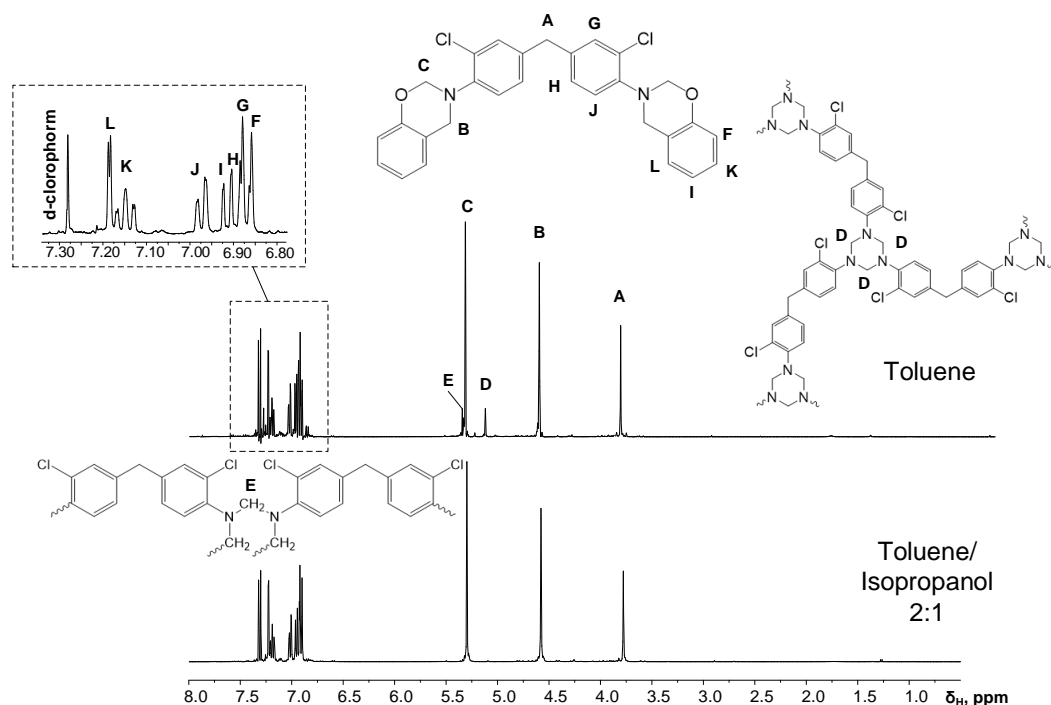 A
G
Cl
Cl
C
O
N
H
J
N
O
B
F
L
K
I
d-clorophorm
L
K
J
I
H
G
F
7.30
7.20
7.10
7.00
6.90
6.80
N
N
N
Cl
Cl
N
D
D
N
N
D
Cl
Cl
Cl
Cl
N
N
N
N
N
N
C
B
A
E
D
Toluene
Cl
Cl
Cl
Cl
E
CH2
N
N
CH2
CH2
Toluene/
Isopropanol
2:1
8.0 7.5 7.0 6.5 6.0 5.5 5.0 4.5 4.0 3.5 3.0 2.5 2.0 1.5 1.0 δH, ppm